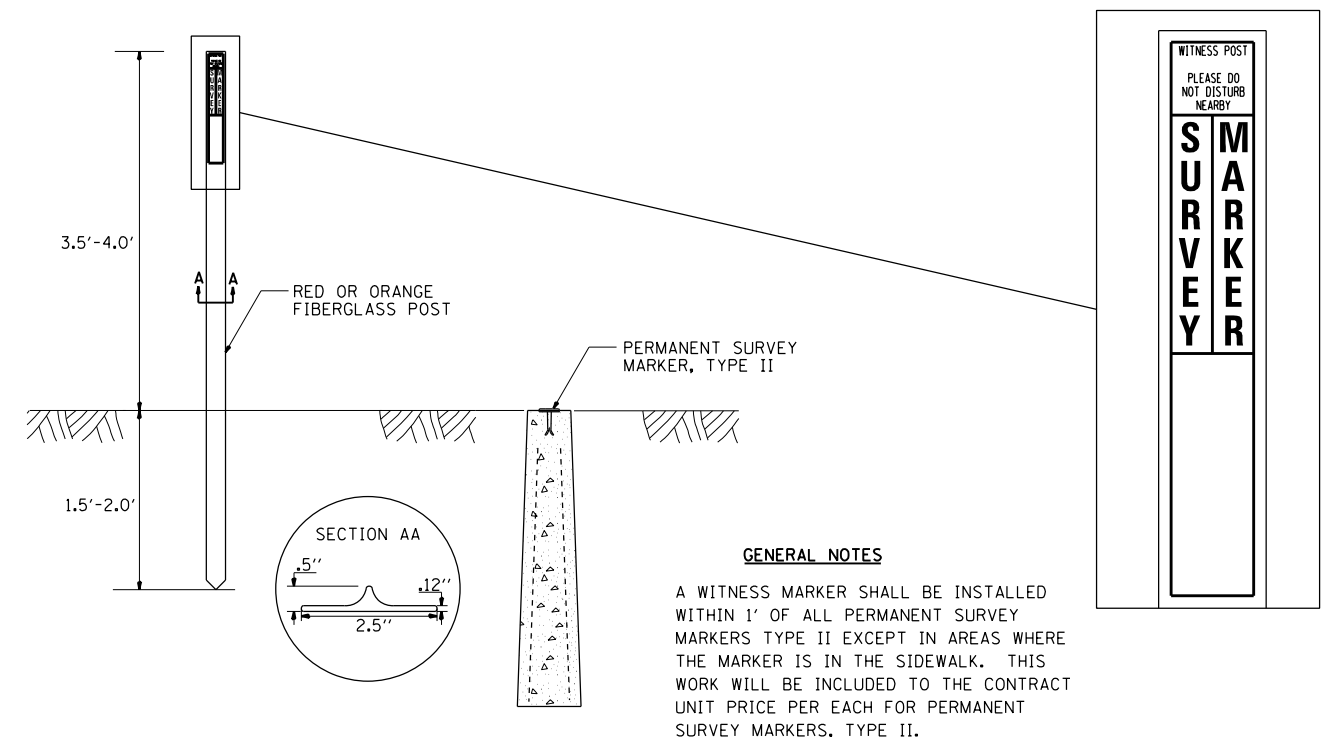 3.5'-4.0'
A A
RED OR ORANGE
FIBERGLASS POST
PERMANENT SURVEY
MARKER, TYPE II
1.5'-2.0'
SECTION AA
.5''
.12''
2.5''
WITNESS POST
PLEASE DO
NOT DISTURB
NEARBY
SURVEY
MARKER
GENERAL NOTES
A WITNESS MARKER SHALL BE INSTALLED
WITHIN 1' OF ALL PERMANENT SURVEY
MARKERS TYPE II EXCEPT IN AREAS WHERE
THE MARKER IS IN THE SIDEWALK. THIS
WORK WILL BE INCLUDED TO THE CONTRACT
UNIT PRICE PER EACH FOR PERMANENT
SURVEY MARKERS, TYPE II.